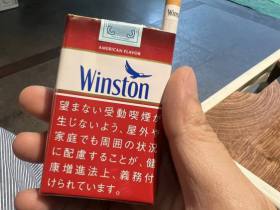 AMERICAN FLAVOR
Winston
望まない受動喫煙が
生じないよう、屋外や
家庭でも周囲の状況
に配慮することが、健
康増進法上、義務付
けられています。